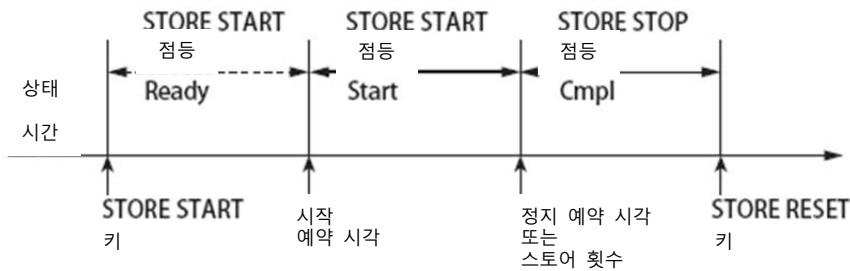 STORE START
점등
Ready
STORE START
점등
Start
STORE STOP
점등
Cmpl
상태
시간
STORE START
키
시작
예약 시각
정지 예약 시각
또는
스토어 횟수
STORE RESET
키